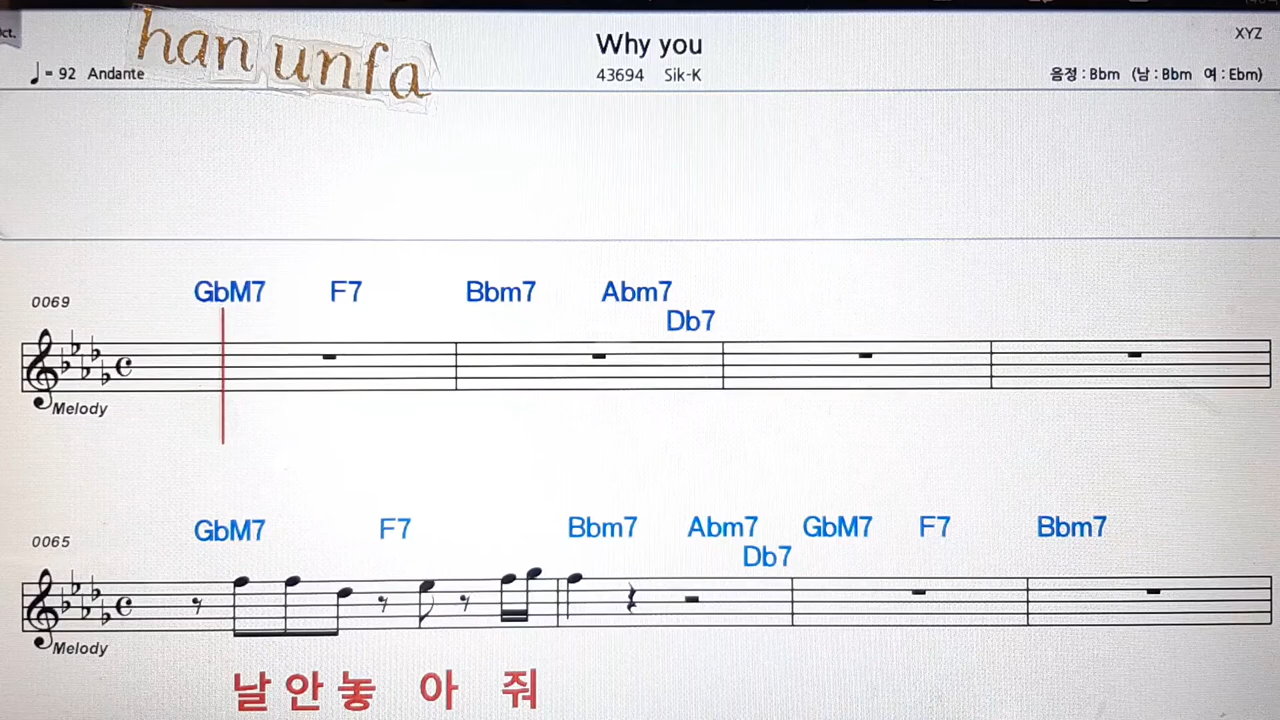 han unfa
Why you
XYZ
= 92 Andante
43694 Sik-K
음정 : Bbm (남 : Bbm 여 : Ebm)
GbM7 F7 Bbm7 Abm7
Db7
0069
Melody
GbM7 F7 Bbm7 Abm7 GbM7 F7 Bbm7
Db7
0065
Melody
날 안 놓 아 줘